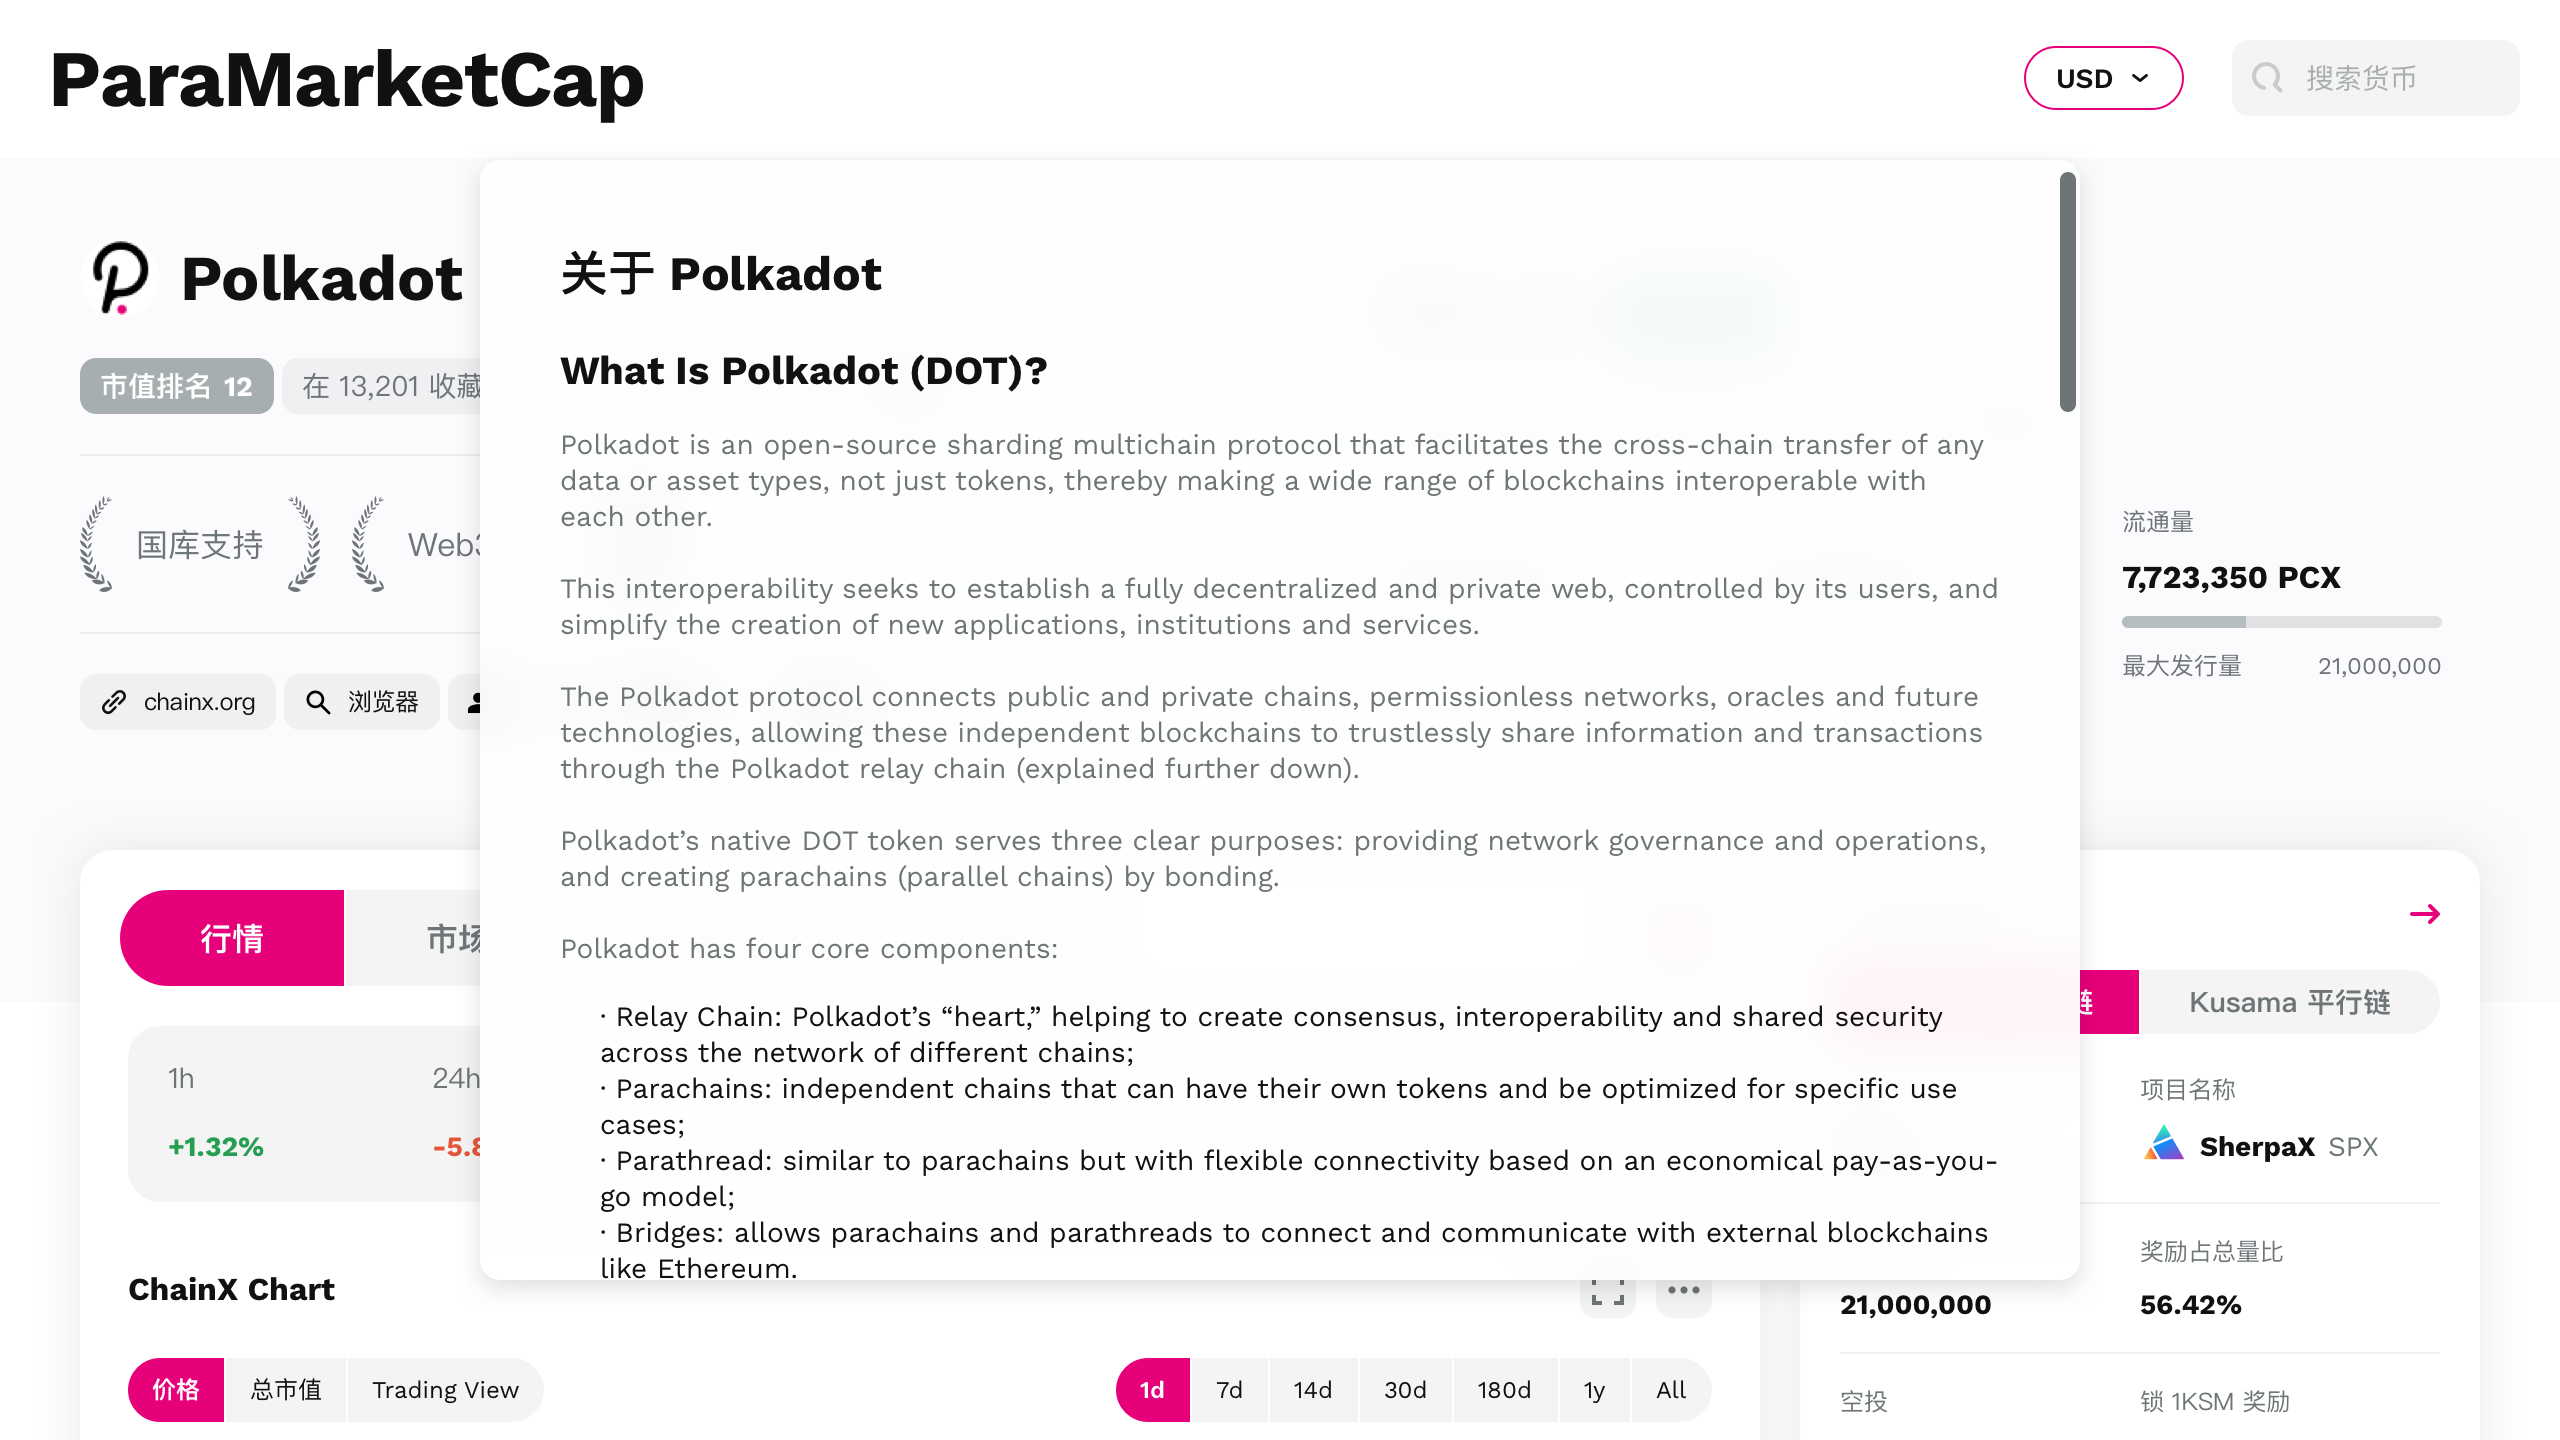 ParaMarketCap
USD
搜索货币
Polkadot
市值排名 12
在 13,201 收藏
国库支持
Web3
chainx.org
浏览器
关于 Polkadot
What Is Polkadot (DOT)?
Polkadot is an open-source sharding multichain protocol that facilitates the cross-chain transfer of any
data or asset types, not just tokens, thereby making a wide range of blockchains interoperable with
each other.
This interoperability seeks to establish a fully decentralized and private web, controlled by its users, and
simplify the creation of new applications, institutions and services.
The Polkadot protocol connects public and private chains, permissionless networks, oracles and future
technologies, allowing these independent blockchains to trustlessly share information and transactions
through the Polkadot relay chain (explained further down).
Polkadot’s native DOT token serves three clear purposes: providing network governance and operations,
and creating parachains (parallel chains) by bonding.
Polkadot has four core components:
· Relay Chain: Polkadot’s “heart,” helping to create consensus, interoperability and shared security
across the network of different chains;
· Parachains: independent chains that can have their own tokens and be optimized for specific use
cases;
· Parathread: similar to parachains but with flexible connectivity based on an economical pay-as-you-
go model;
· Bridges: allows parachains and parathreads to connect and communicate with external blockchains
like Ethereum.
流通量
7,723,350 PCX
最大发行量 21,000,000
行情
市场
1h
24h
+1.32%
-5.8
ChainX Chart
价格
总市值
Trading View
1d
7d
14d
30d
180d
1y
All
链
Kusama 平行链
项目名称
SherpaX SPX
奖励占总量比
21,000,000
56.42%
空投
锁 1KSM 奖励